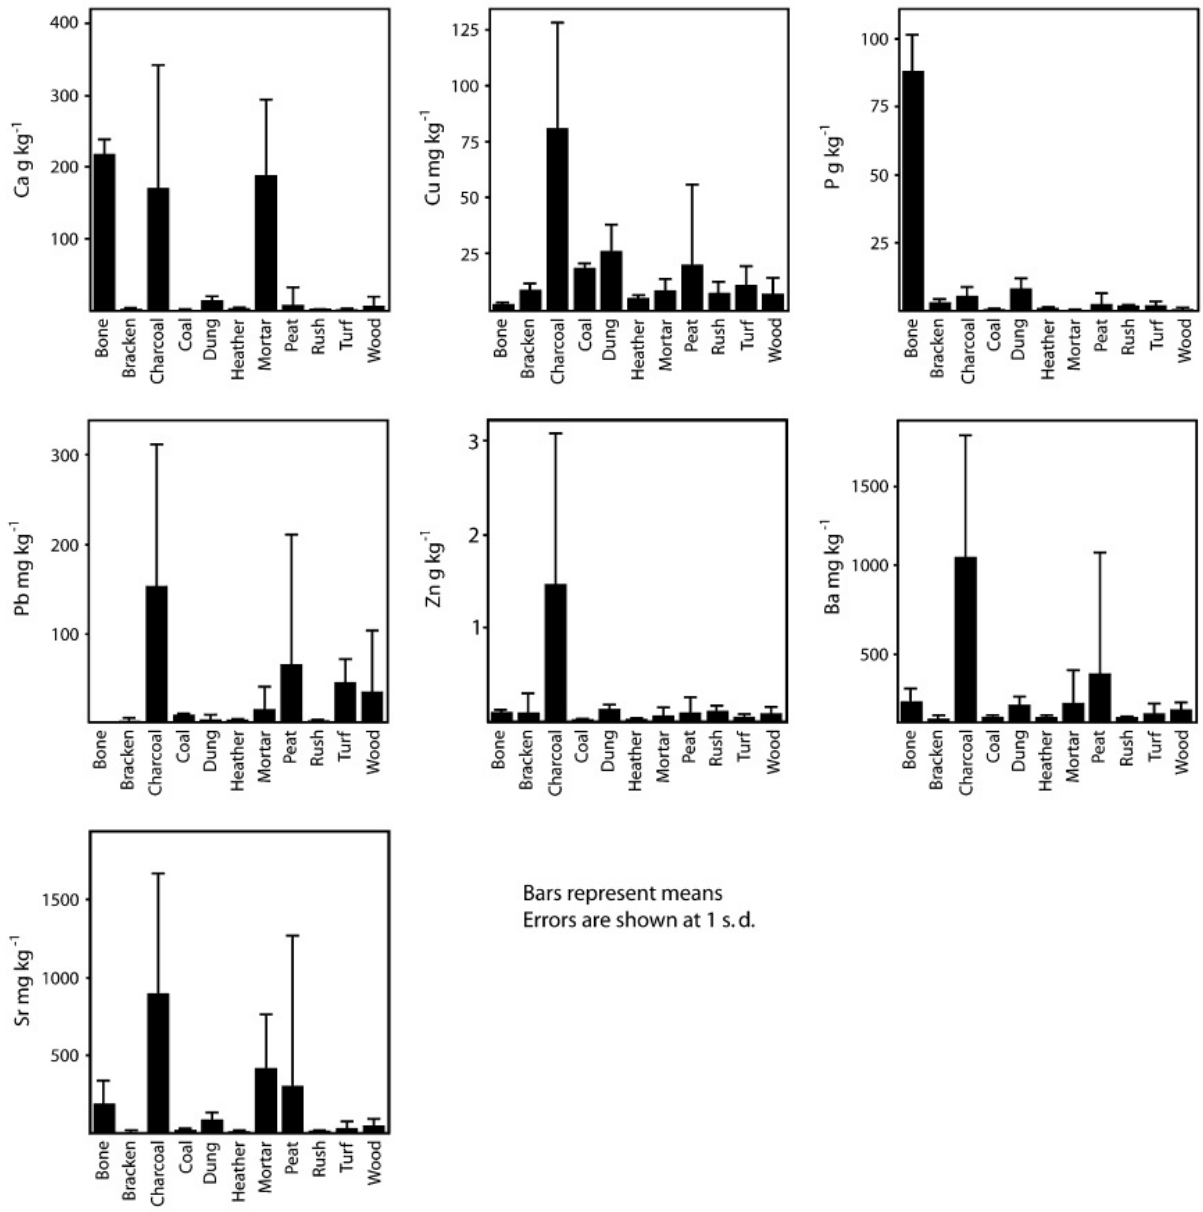 Ca g kg-1
400
300
200
100
Bone
Bracken
Charcoal
Coal
Dung
Heather
Mortar
Peat
Rush
Turf
Wood
Cu mg kg-1
125
100
75
50
25
Bone
Bracken
Charcoal
Coal
Dung
Heather
Mortar
Peat
Rush
Turf
Wood
P g kg-1
100
75
50
25
Bone
Bracken
Charcoal
Coal
Dung
Heather
Mortar
Peat
Rush
Turf
Wood
Pb mg kg-1
300
200
100
Bone
Bracken
Charcoal
Coal
Dung
Heather
Mortar
Peat
Rush
Turf
Wood
Zn g kg-1
3
2
1
Bone
Bracken
Charcoal
Coal
Dung
Heather
Mortar
Peat
Rush
Turf
Wood
Ba mg kg-1
1500
1000
500
Bone
Bracken
Charcoal
Coal
Dung
Heather
Mortar
Peat
Rush
Turf
Wood
Sr mg kg-1
1500
1000
500
Bone
Bracken
Charcoal
Coal
Dung
Heather
Mortar
Peat
Rush
Turf
Wood
Bars represent means
Errors are shown at 1 s.d.